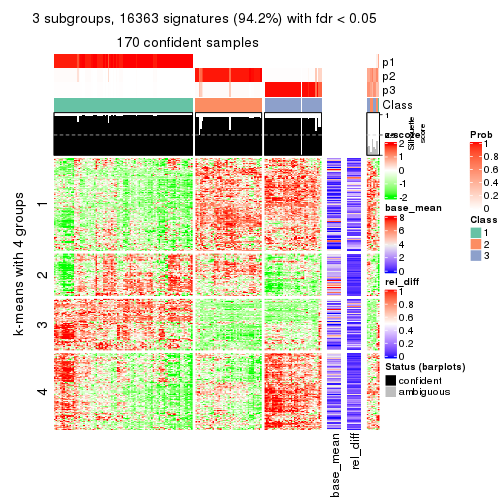 3 subgroups, 16363 signatures (94.2%) with fdr < 0.05
170 confident samples
p1
p2
p3
Class
1
Silhouette score
k-means with 4 groups
1
2
3
4
base_mean
rel_diff
z-score
2
1
0
-1
-2
base_mean
8
6
4
2
0
rel_diff
1
0.8
0.6
0.4
0.2
0
Status (barplots)
confident
ambiguous
Prob
1
0.8
0.6
0.4
0.2
0
Class
1
2
3